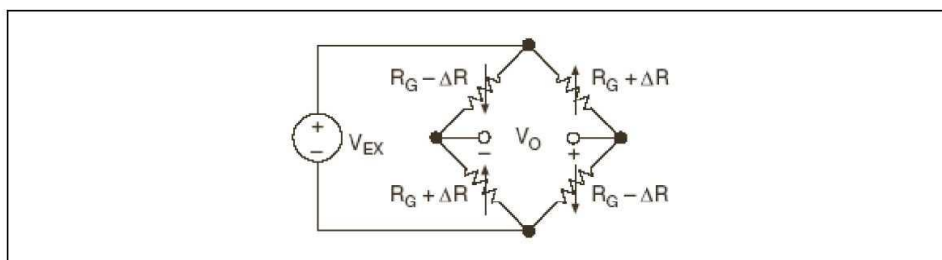 R_G − ΔR
R_G + ΔR
+
−
V_EX
V_O
−
+
R_G + ΔR
R_G − ΔR